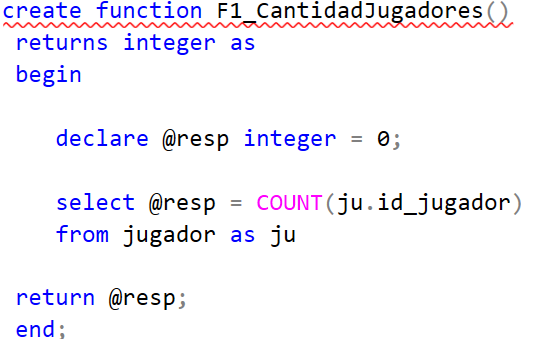 create function F1_CantidadJugadores()
returns integer as
begin
declare @resp integer = 0;
select @resp = COUNT(ju.id_jugador)
from jugador as ju
return @resp;
end;